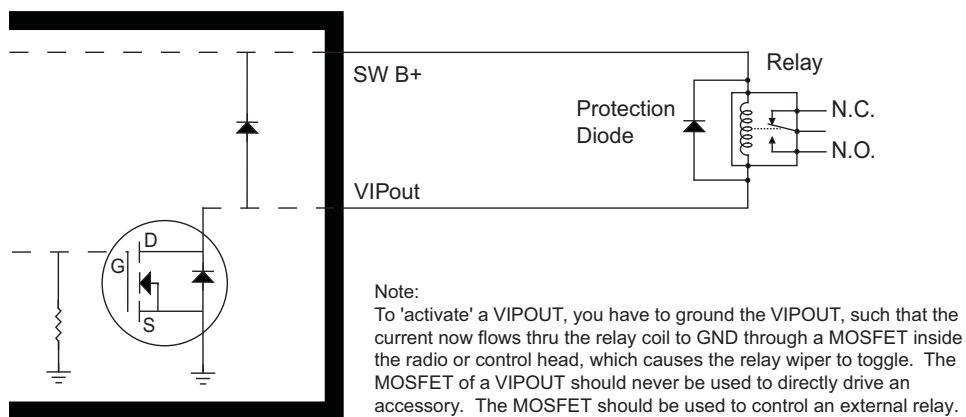 SW B+
Relay
Protection
Diode
N.C.
N.O.
VIPout
D
G
S
Note:
To 'activate' a VIPOUT, you have to ground the VIPOUT, such that the
current now flows thru the relay coil to GND through a MOSFET inside
the radio or control head, which causes the relay wiper to toggle.  The
MOSFET of a VIPOUT should never be used to directly drive an
accessory.  The MOSFET should be used to control an external relay.